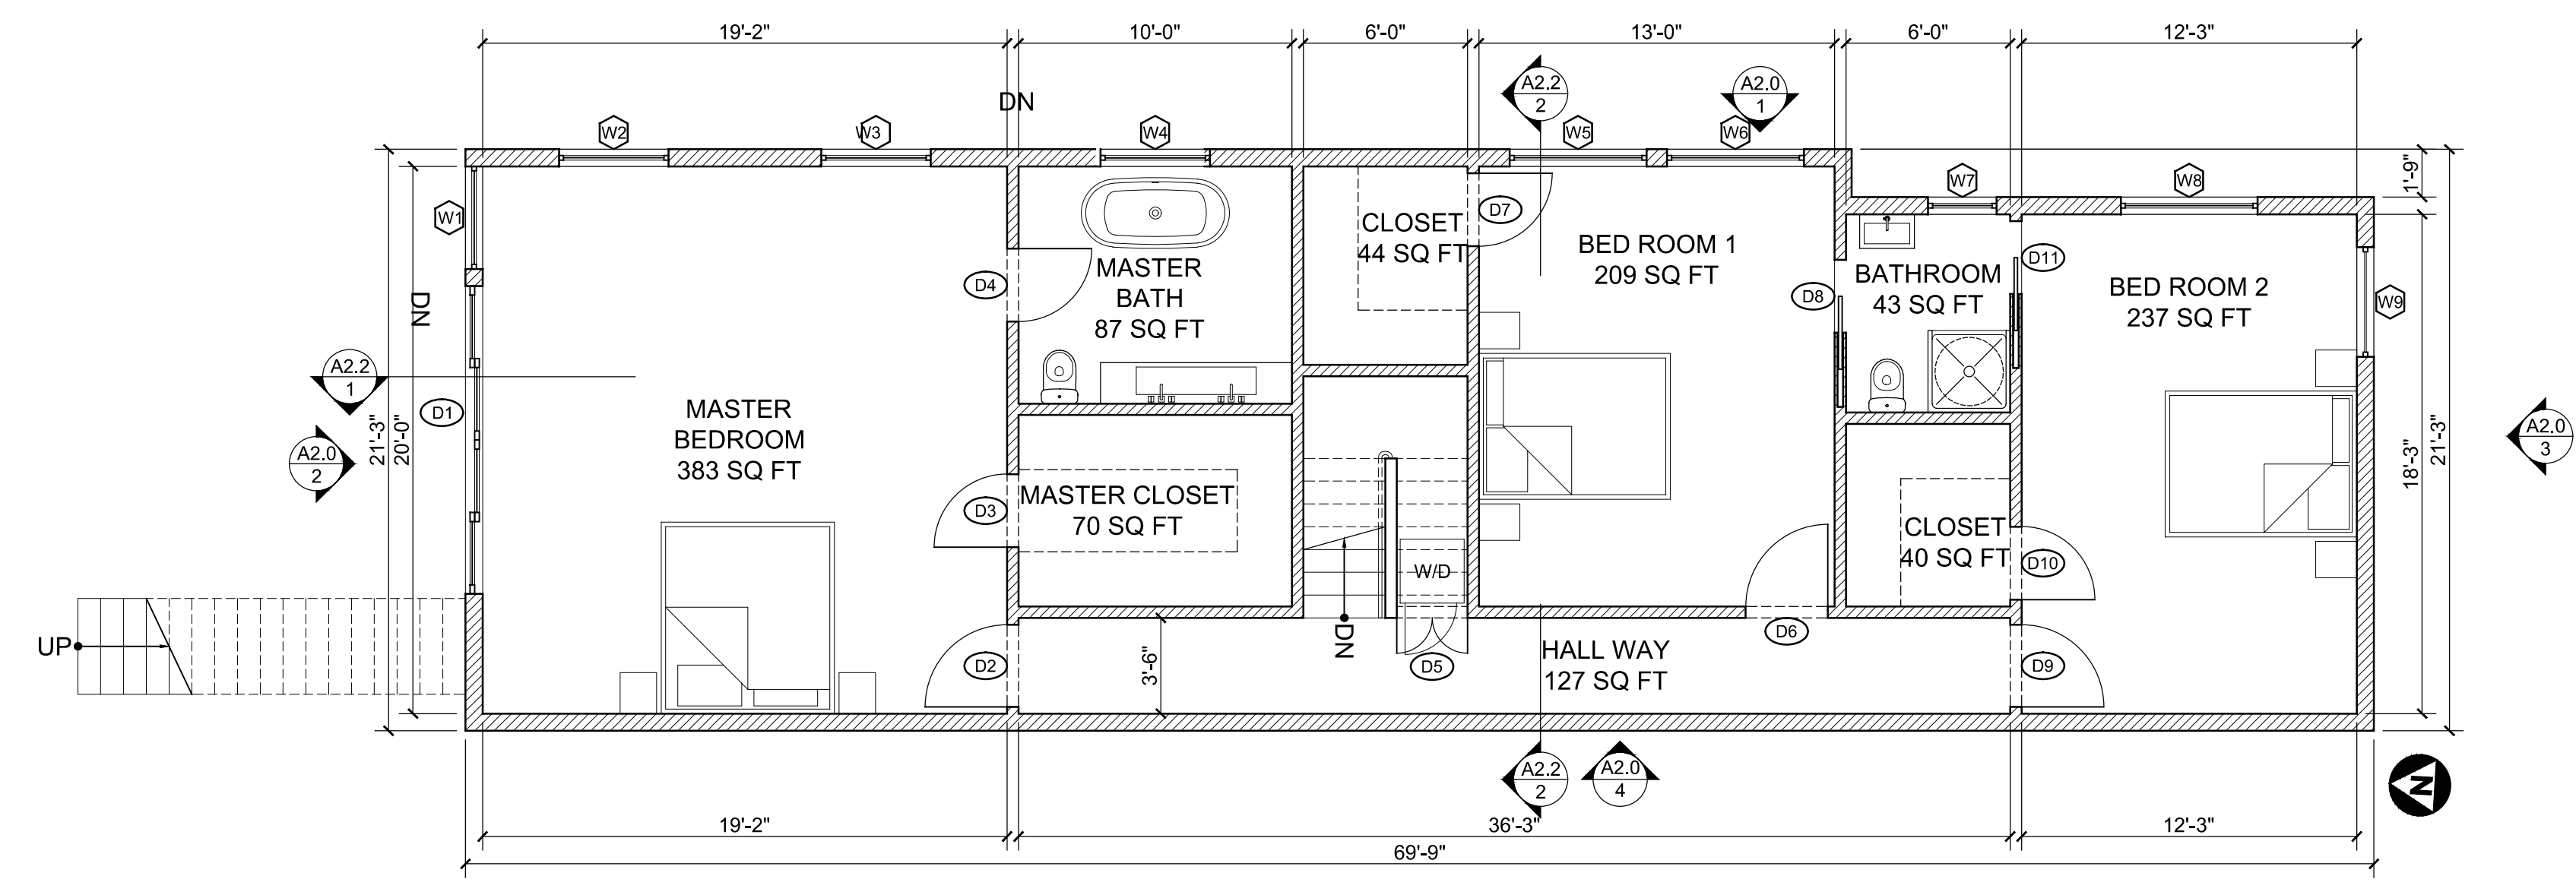 19'-2"
10'-0"
6'-0"
13'-0"
6'-0"
12'-3"
DN
A2.2
2
A2.0
1
W2
W3
W4
W5
W6
W7
W8
1'-9"
W1
D7
CLOSET
44 SQ FT
BED ROOM 1
209 SQ FT
D11
BATHROOM
43 SQ FT
BED ROOM 2
237 SQ FT
W9
MASTER
BATH
87 SQ FT
D4
D8
DN
A2.2
1
D1
MASTER
BEDROOM
383 SQ FT
21'-3"
20'-0"
A2.0
2
18'-3"
21'-3"
A2.0
3
D3
MASTER CLOSET
70 SQ FT
W/D
CLOSET
40 SQ FT
D10
UP
D2
3'-6"
DN
D5
HALL WAY
127 SQ FT
D6
D9
A2.2
2
A2.0
4
N
19'-2"
36'-3"
12'-3"
69'-9"